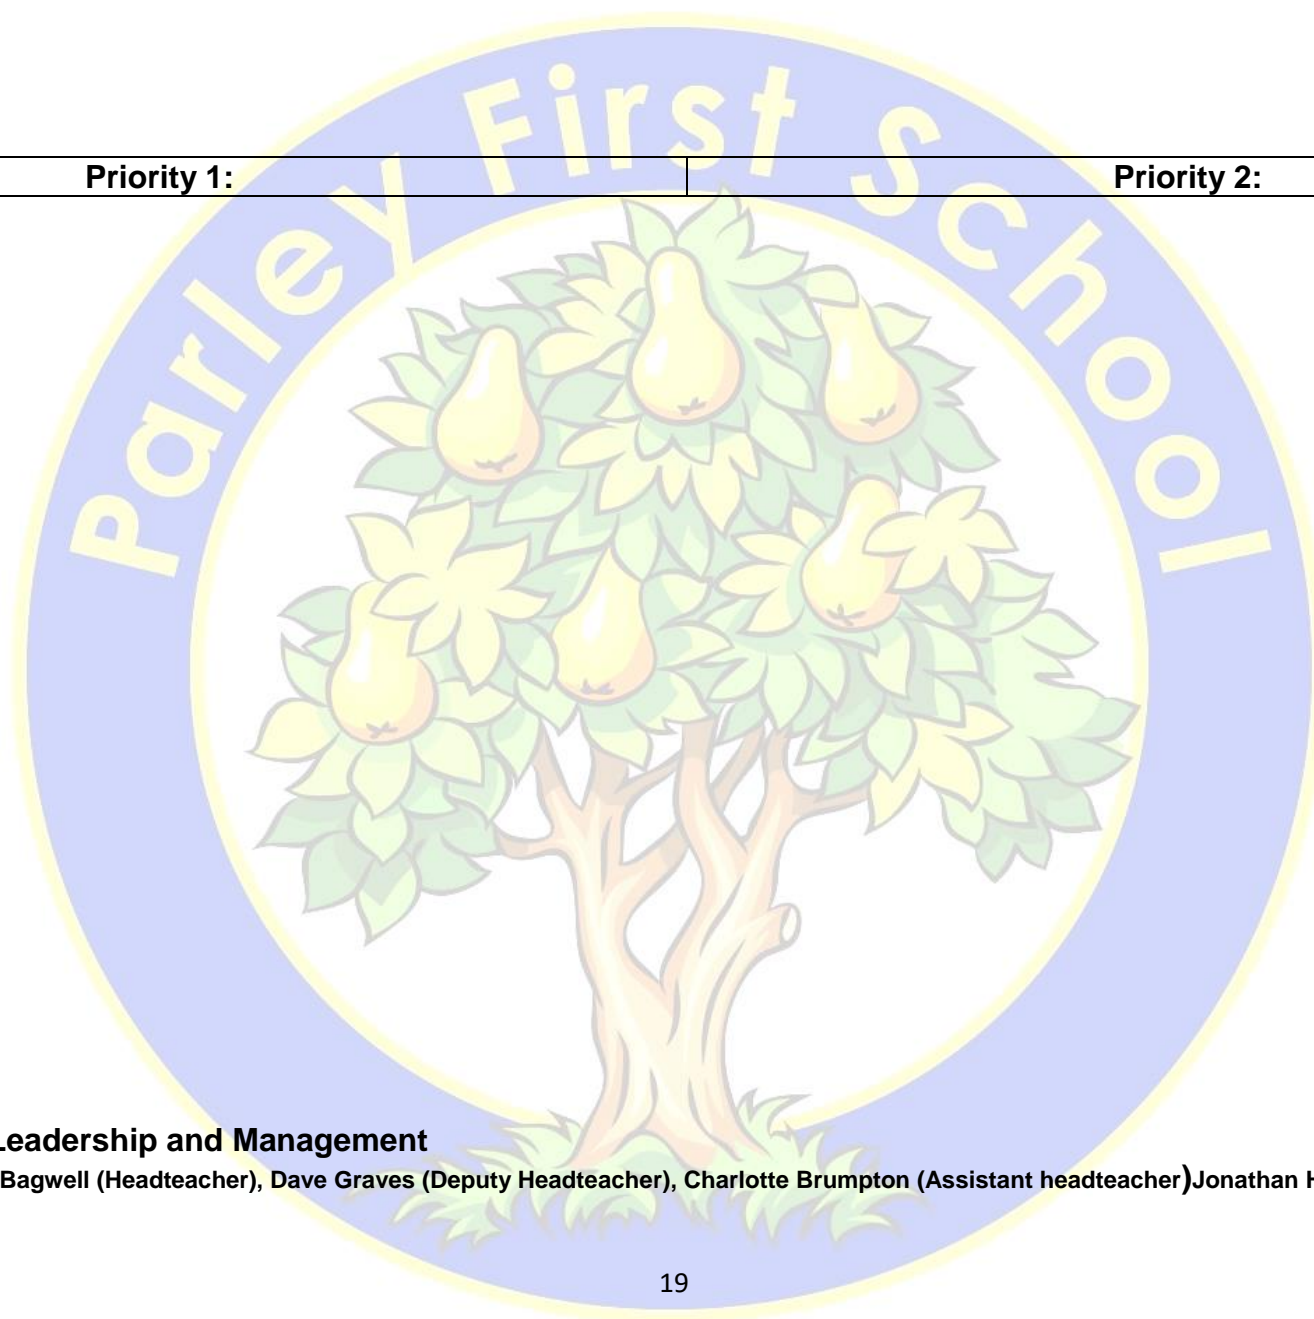 Parley First School
Priority 1: Priority 2:
Leadership and Management
Bagwell (Headteacher), Dave Graves (Deputy Headteacher), Charlotte Brumpton (Assistant headteacher)Jonathan H
19